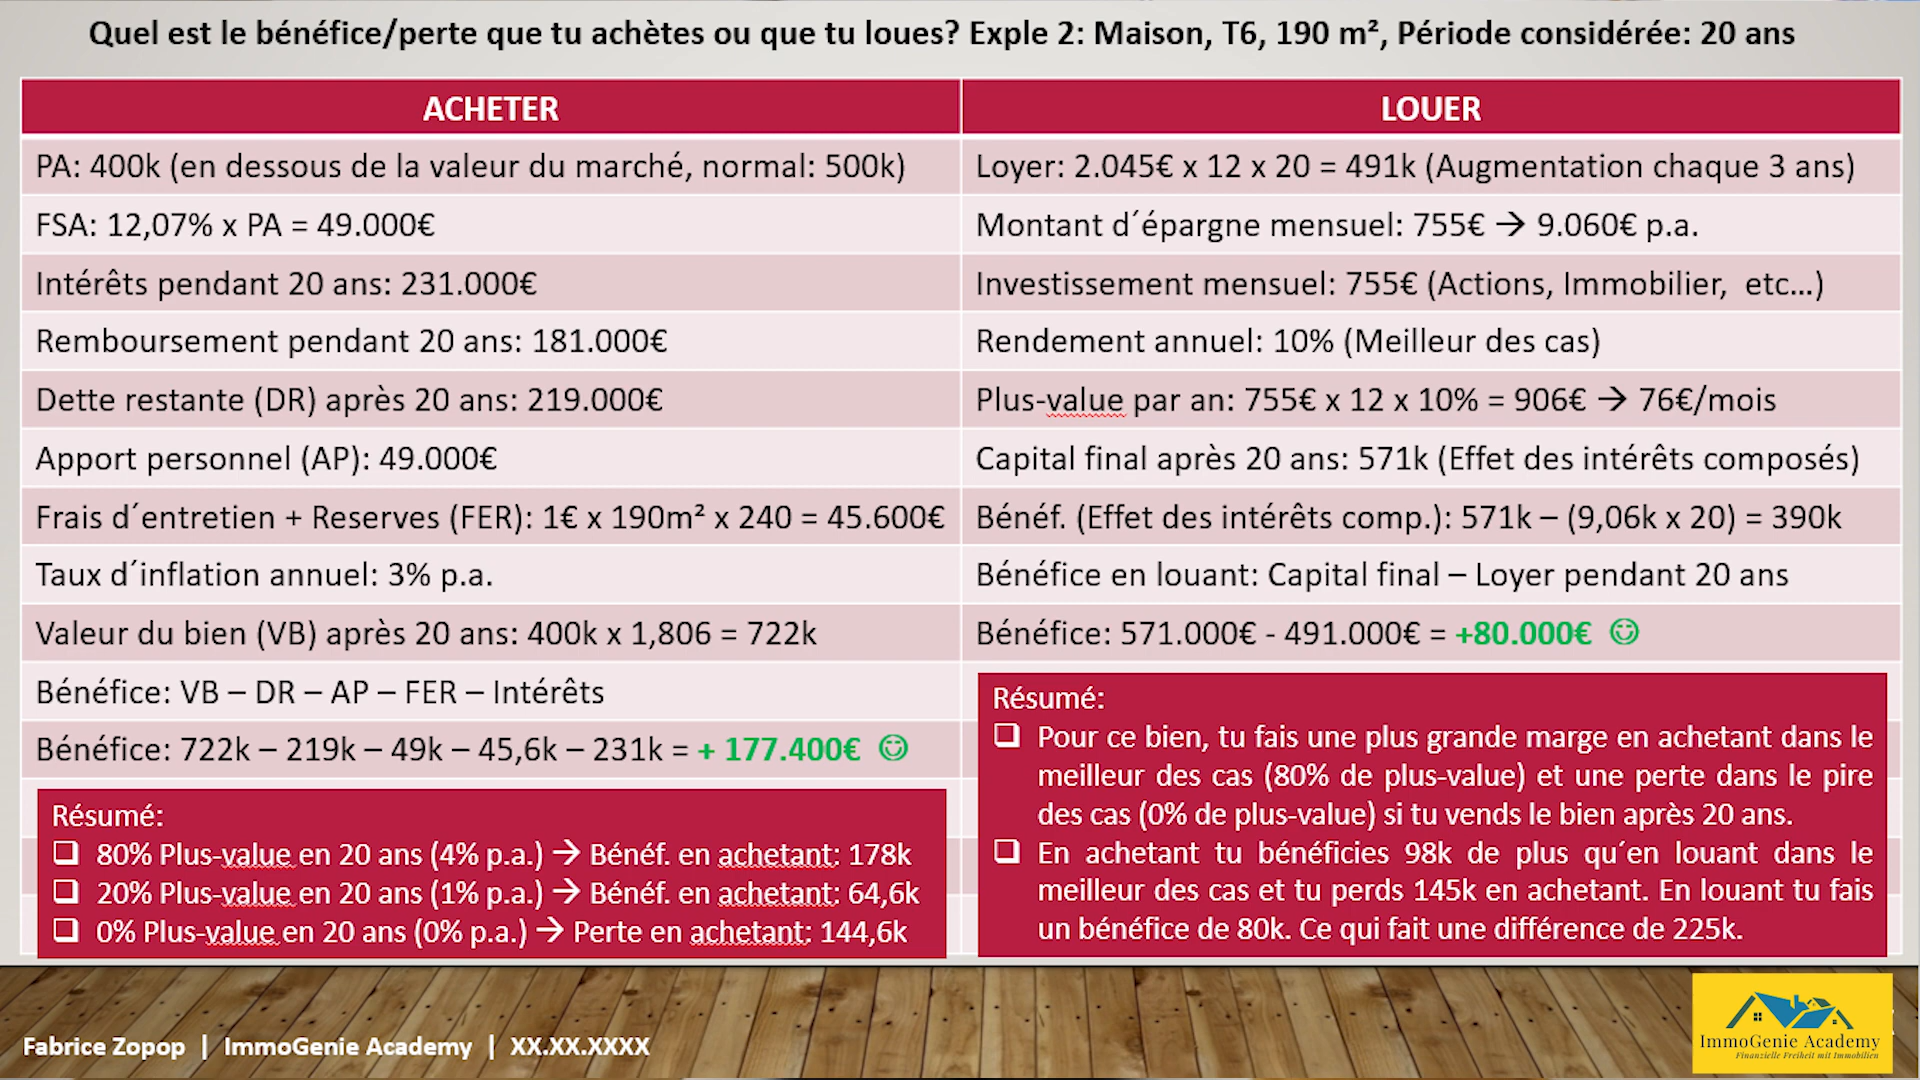 Quel est le bénéfice/perte que tu achètes ou que tu loues? Exple 2: Maison, T6, 190 m², Période considérée: 20 ans
ACHETER
PA: 400k (en dessous de la valeur du marché, normal: 500k)
FSA: 12,07% x PA = 49.000€
Intérêts pendant 20 ans: 231.000€
Remboursement pendant 20 ans: 181.000€
Dette restante (DR) après 20 ans: 219.000€
Apport personnel (AP): 49.000€
Frais d´entretien + Reserves (FER): 1€ x 190m² x 240 = 45.600€
Taux d´inflation annuel: 3% p.a.
Valeur du bien (VB) après 20 ans: 400k x 1,806 = 722k
Bénéfice: VB – DR – AP – FER – Intérêts
Bénéfice: 722k – 219k – 49k – 45,6k – 231k = + 177.400€ ☺
Résumé:
❑ 80% Plus-value en 20 ans (4% p.a.) → Bénéf. en achetant: 178k
❑ 20% Plus-value en 20 ans (1% p.a.) → Bénéf. en achetant: 64,6k
❑ 0% Plus-value en 20 ans (0% p.a.) → Perte en achetant: 144,6k
LOUER
Loyer: 2.045€ x 12 x 20 = 491k (Augmentation chaque 3 ans)
Montant d´épargne mensuel: 755€ → 9.060€ p.a.
Investissement mensuel: 755€ (Actions, Immobilier, etc…)
Rendement annuel: 10% (Meilleur des cas)
Plus-value par an: 755€ x 12 x 10% = 906€ → 76€/mois
Capital final après 20 ans: 571k (Effet des intérêts composés)
Bénéf. (Effet des intérêts comp.): 571k – (9,06k x 20) = 390k
Bénéfice en louant: Capital final – Loyer pendant 20 ans
Bénéfice: 571.000€ - 491.000€ = +80.000€ ☺
Résumé:
❑ Pour ce bien, tu fais une plus grande marge en achetant dans le
meilleur des cas (80% de plus-value) et une perte dans le pire
des cas (0% de plus-value) si tu vends le bien après 20 ans.
❑ En achetant tu bénéficies 98k de plus qu´en louant dans le
meilleur des cas et tu perds 145k en achetant. En louant tu fais
un bénéfice de 80k. Ce qui fait une différence de 225k.
Fabrice Zopop | ImmoGenie Academy | XX.XX.XXXX
ImmoGenie Academy
Finanzielle Freiheit mit Immobilien